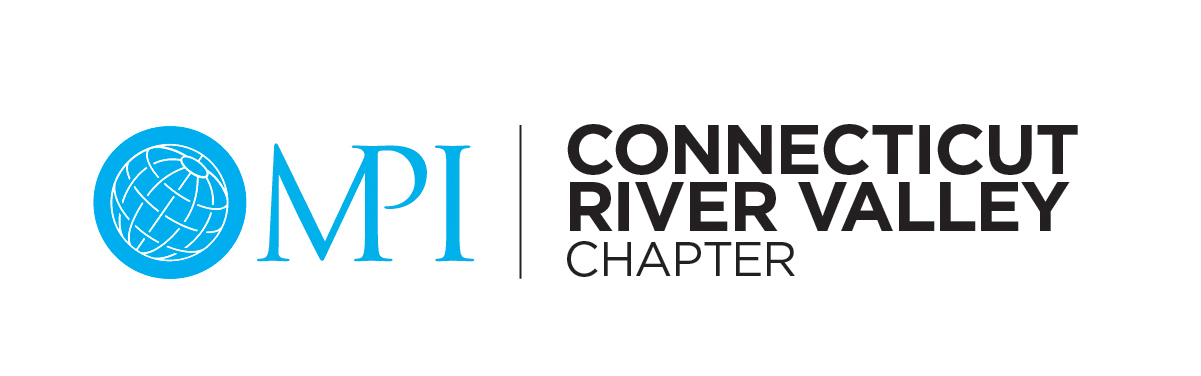 MPI
CONNECTICUT
RIVER VALLEY
CHAPTER